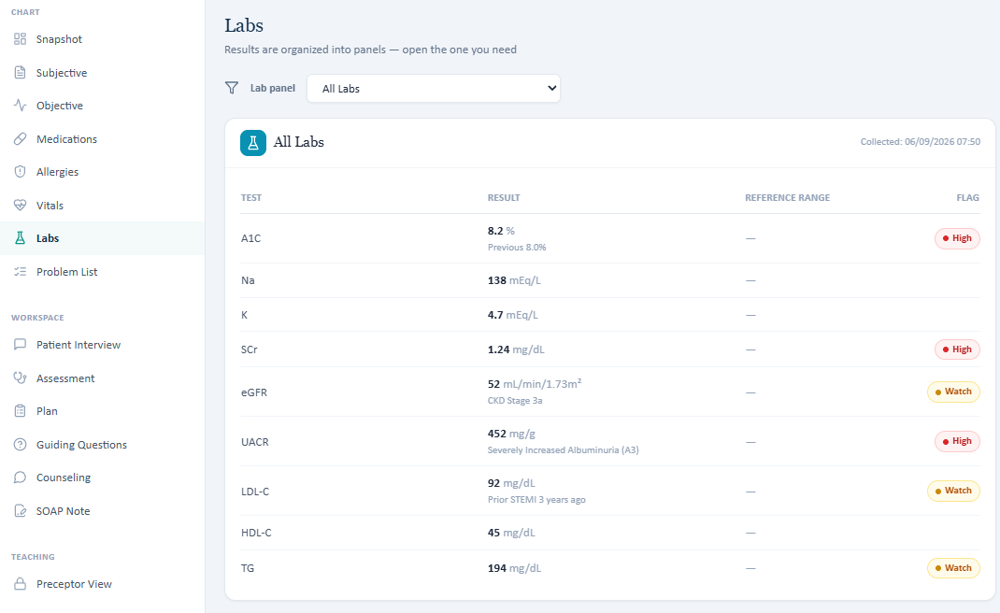 CHART
Snapshot
Subjective
Objective
Medications
Allergies
Vitals
Labs
Problem List
WORKSPACE
Patient Interview
Assessment
Plan
Guiding Questions
Counseling
SOAP Note
TEACHING
Preceptor View
Labs
Results are organized into panels — open the one you need
Lab panel All Labs
All Labs Collected: 06/09/2026 07:50
TEST RESULT REFERENCE RANGE FLAG
A1C 8.2 % — High
Previous 8.0%
Na 138 mEq/L —
K 4.7 mEq/L —
SCr 1.24 mg/dL — High
eGFR 52 mL/min/1.73m² — Watch
CKD Stage 3a
UACR 452 mg/g — High
Severely Increased Albuminuria (A3)
LDL-C 92 mg/dL — Watch
Prior STEMI 3 years ago
HDL-C 45 mg/dL —
TG 194 mg/dL — Watch